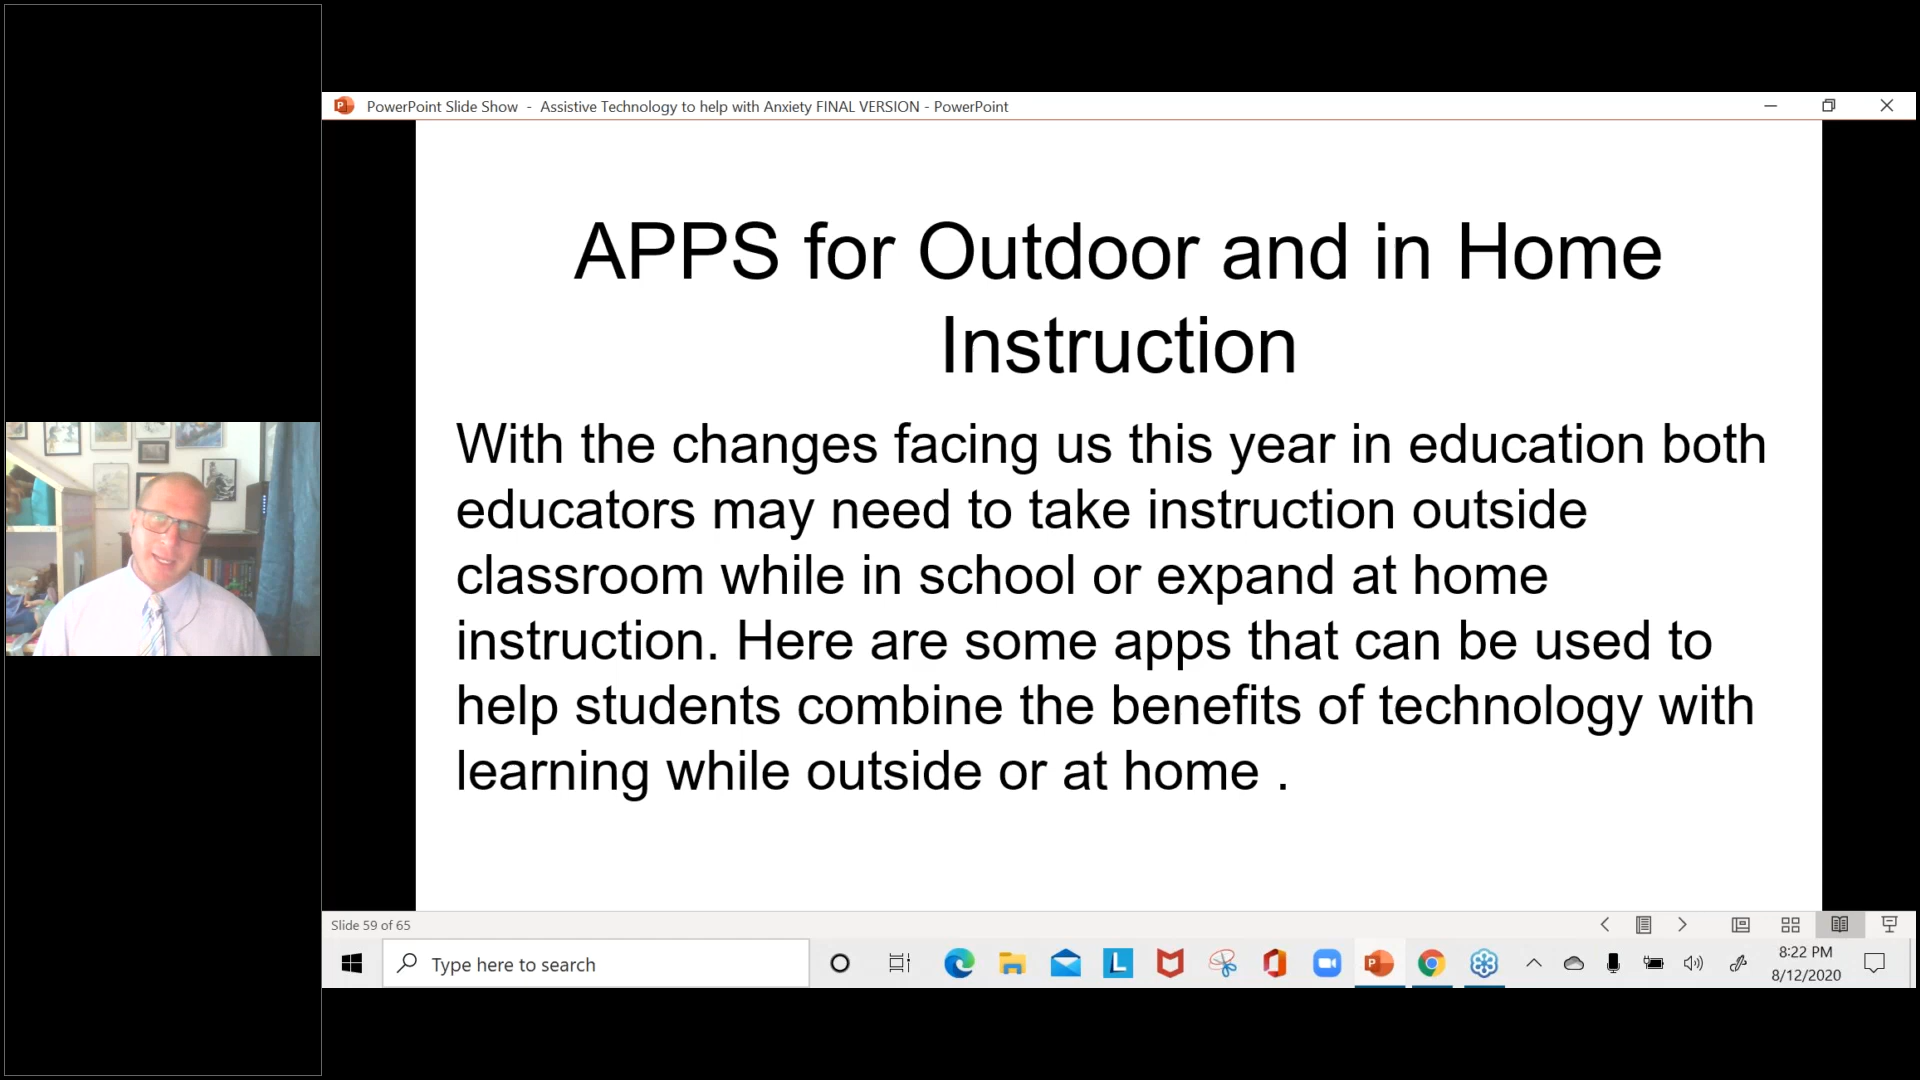 PowerPoint Slide Show - Assistive Technology to help with Anxiety FINAL VERSION - PowerPoint
APPS for Outdoor and in Home
Instruction
With the changes facing us this year in education both
educators may need to take instruction outside
classroom while in school or expand at home
instruction. Here are some apps that can be used to
help students combine the benefits of technology with
learning while outside or at home .
Slide 59 of 65
Type here to search
L
8:22 PM
8/12/2020